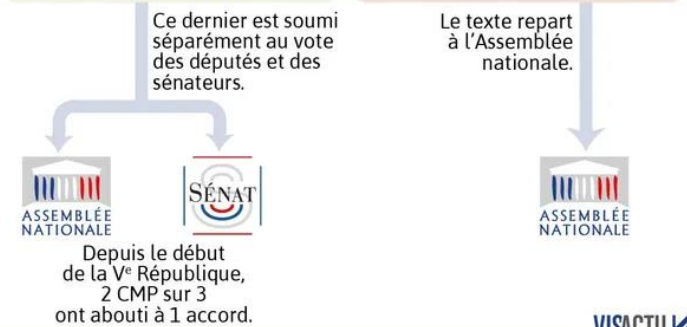 Ce dernier est soumi
séparément au vote
des députés et des
sénateurs.
Le texte repart
à l’Assemblée
nationale.
ASSEMBLÉE
NATIONALE
SÉNAT
ASSEMBLÉE
NATIONALE
Depuis le début
de la Vᵉ République,
2 CMP sur 3
ont abouti à 1 accord.
VISACTU